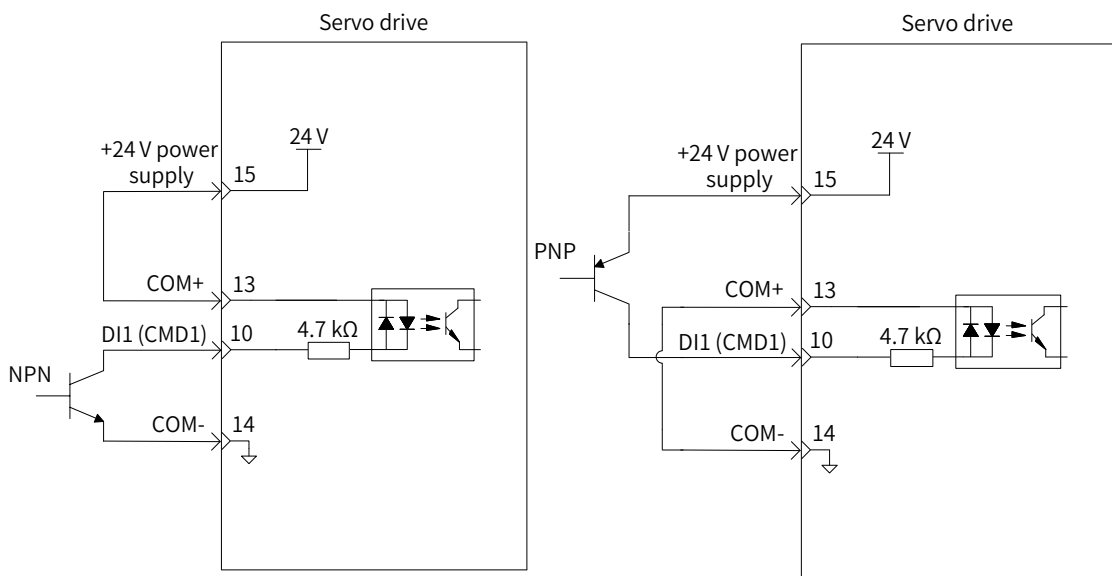 Servo drive
24 V
+24 V power
supply
15
COM+
13
DI1 (CMD1)
10
4.7 kΩ
NPN
COM-
14
Servo drive
24 V
+24 V power
supply
15
PNP
COM+
13
DI1 (CMD1)
10
4.7 kΩ
COM-
14